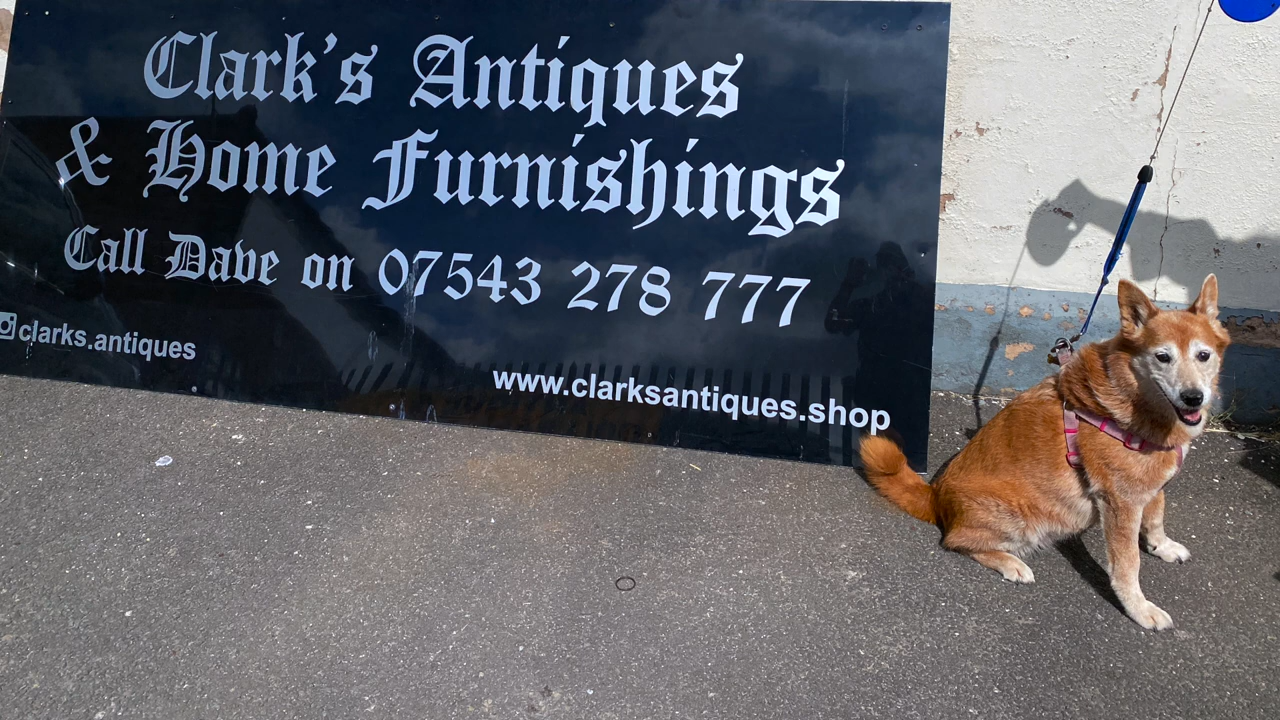 Clark's Antiques
& Home Furnishings
Call Dave on 07543 278 777
clarks.antiques
www.clarksantiques.shop